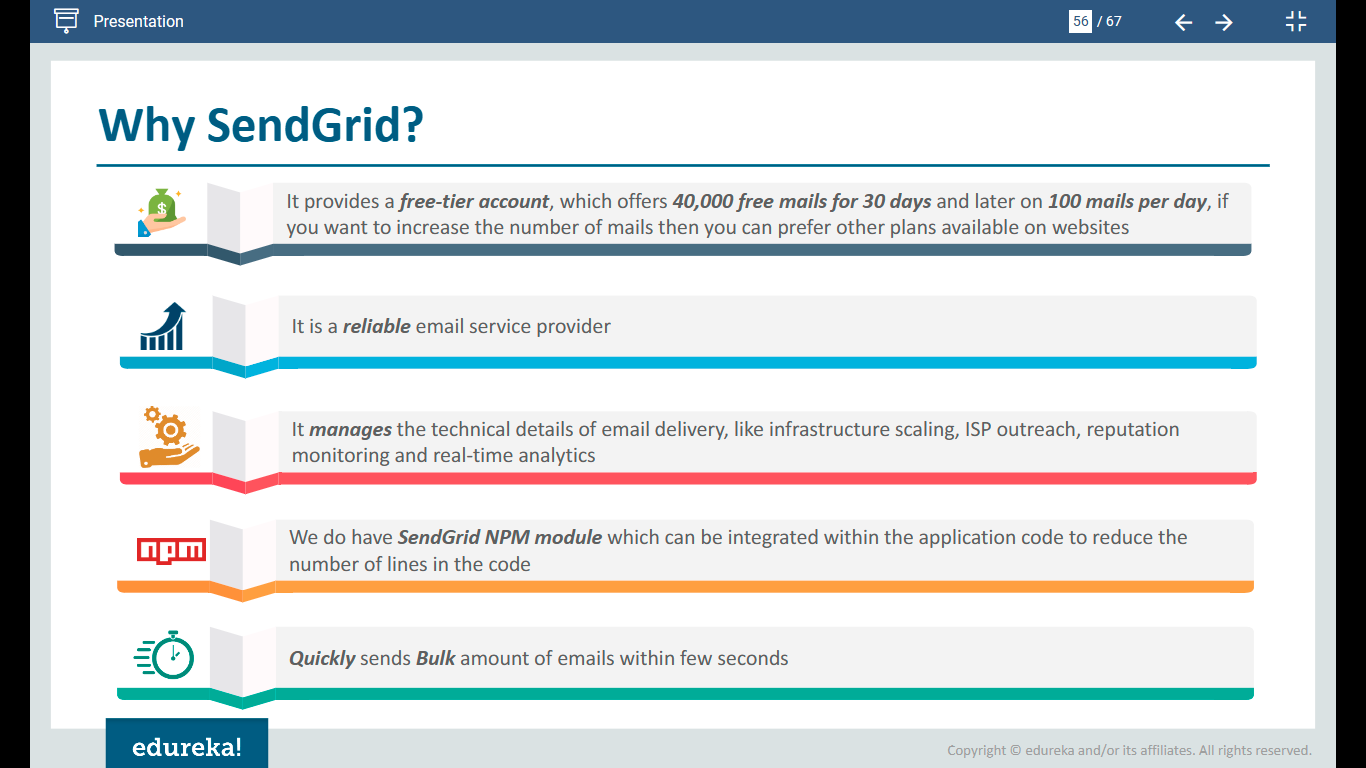 Presentation
56 / 67
Why SendGrid?
It provides a free-tier account, which offers 40,000 free mails for 30 days and later on 100 mails per day, if
you want to increase the number of mails then you can prefer other plans available on websites
It is a reliable email service provider
It manages the technical details of email delivery, like infrastructure scaling, ISP outreach, reputation
monitoring and real-time analytics
npm
We do have SendGrid NPM module which can be integrated within the application code to reduce the
number of lines in the code
Quickly sends Bulk amount of emails within few seconds
edureka!
Copyright © edureka and/or its affiliates. All rights reserved.